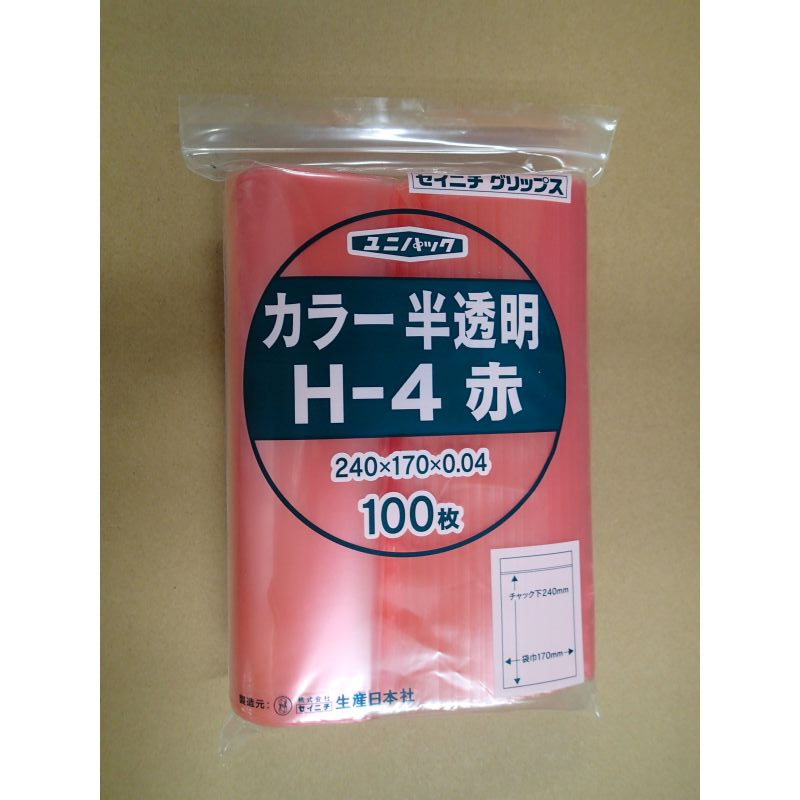 セイニチ グリップス
ユニパック
カラー半透明
H-4 赤
240×170×0.04
100枚
チャック下240mm
袋巾170mm
製造元: 株式会社 セイニチ 生産日本社